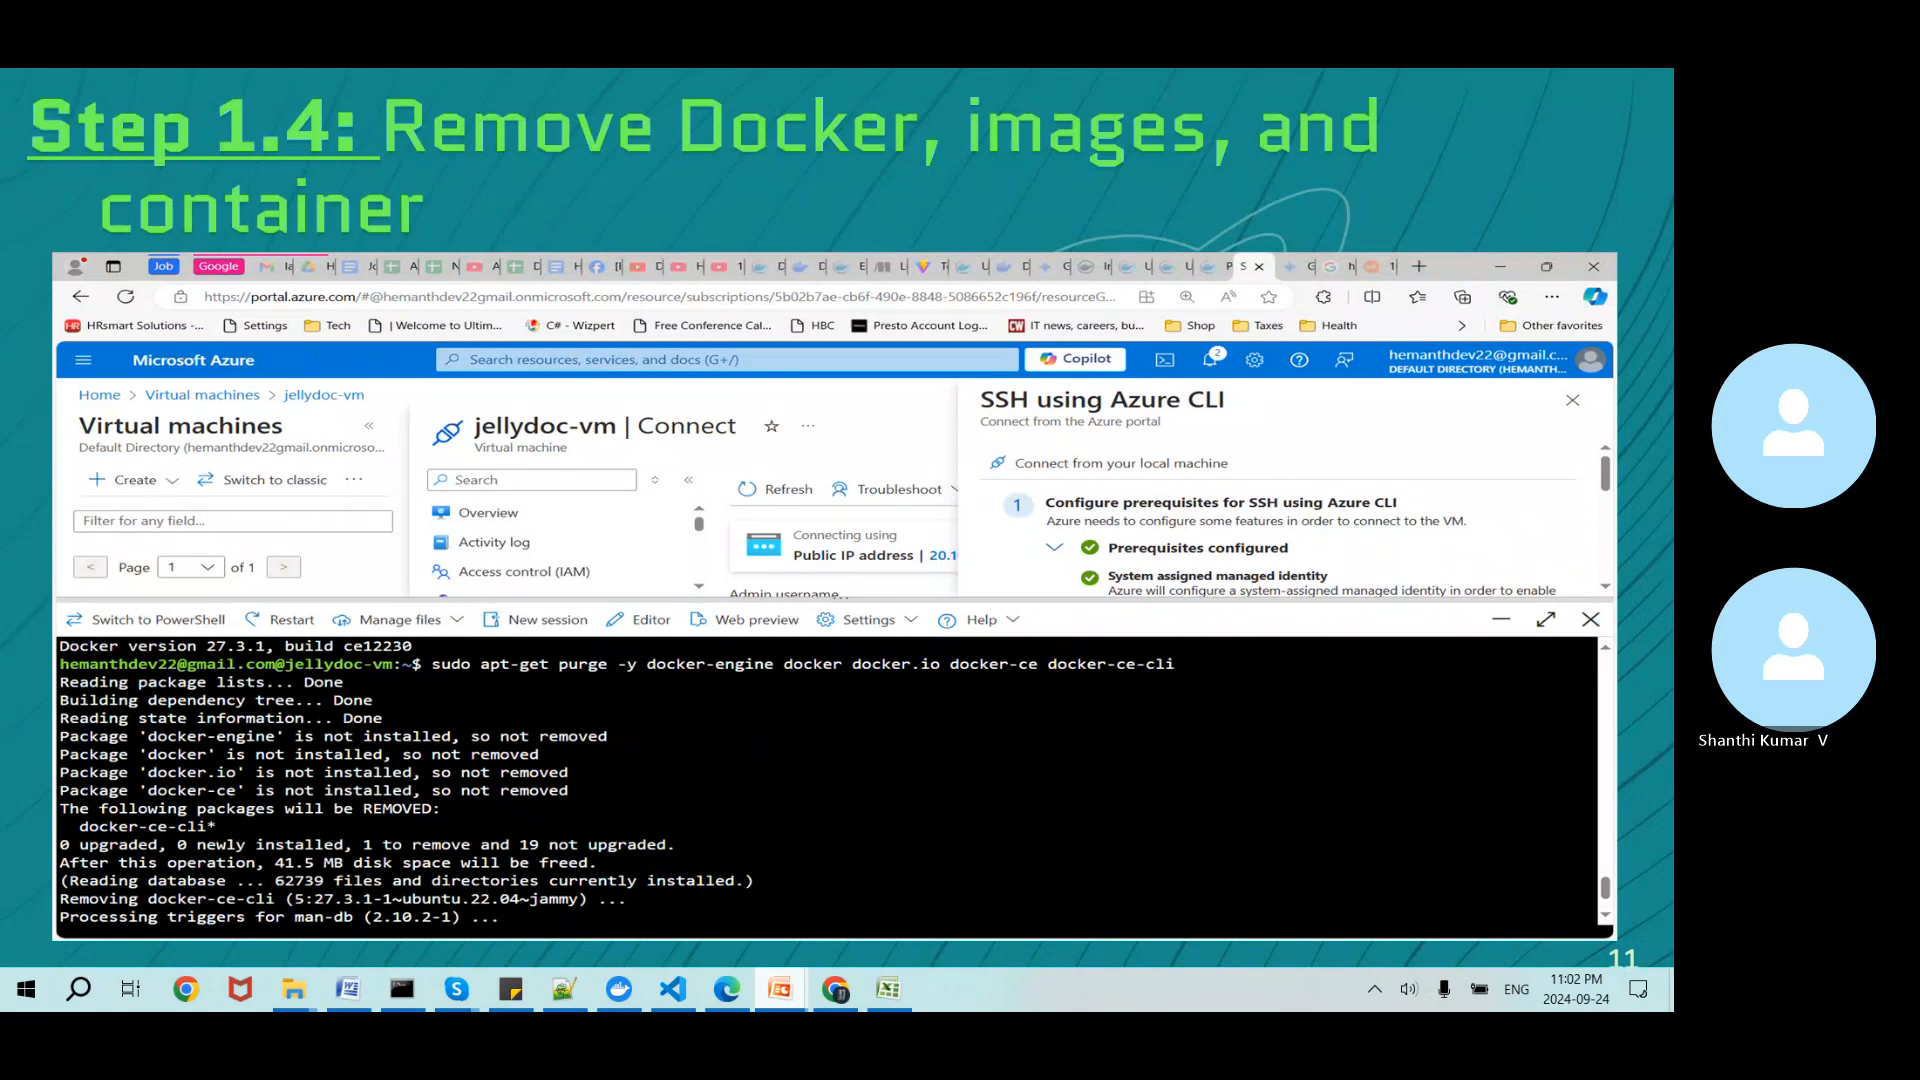 Step 1.4: Remove Docker, images, and
container
Job
Google
https://portal.azure.com/#@hemanthdev22gmail.onmicrosoft.com/resource/subscriptions/5b02b7ae-cb6f-490e-8848-5086652c196f/resourceG...
HRsmart Solutions -...
Settings
Tech
| Welcome to Ultim...
C# - Wizpert
Free Conference Cal...
HBC
Presto Account Log...
IT news, careers, bu...
Shop
Taxes
Health
Other favorites
Microsoft Azure
Search resources, services, and docs (G+/)
Copilot
2
hemanthdev22@gmail.c...
DEFAULT DIRECTORY (HEMANTH...
Home > Virtual machines > jellydoc-vm
Virtual machines
Default Directory (hemanthdev22gmail.onmicroso...
Create
Switch to classic
...
Filter for any field...
< Page 1 of 1 >
jellydoc-vm | Connect
Virtual machine
Search
Overview
Activity log
Access control (IAM)
Refresh
Troubleshoot
Connecting using
Public IP address | 20.1
Admin username
SSH using Azure CLI
Connect from the Azure portal
Connect from your local machine
1 Configure prerequisites for SSH using Azure CLI
Azure needs to configure some features in order to connect to the VM.
Prerequisites configured
System assigned managed identity
Azure will configure a system-assigned managed identity in order to enable
Switch to PowerShell
Restart
Manage files
New session
Editor
Web preview
Settings
Help
Docker version 27.3.1, build ce12230
hemanthdev22@gmail.com@jellydoc-vm:~$ sudo apt-get purge -y docker-engine docker docker.io docker-ce docker-ce-cli
Reading package lists... Done
Building dependency tree... Done
Reading state information... Done
Package 'docker-engine' is not installed, so not removed
Package 'docker' is not installed, so not removed
Package 'docker.io' is not installed, so not removed
Package 'docker-ce' is not installed, so not removed
The following packages will be REMOVED:
docker-ce-cli*
0 upgraded, 0 newly installed, 1 to remove and 19 not upgraded.
After this operation, 41.5 MB disk space will be freed.
(Reading database ... 62739 files and directories currently installed.)
Removing docker-ce-cli (5:27.3.1-1~ubuntu.22.04~jammy) ...
Processing triggers for man-db (2.10.2-1) ...
11
ENG
11:02 PM
2024-09-24
Shanthi Kumar V